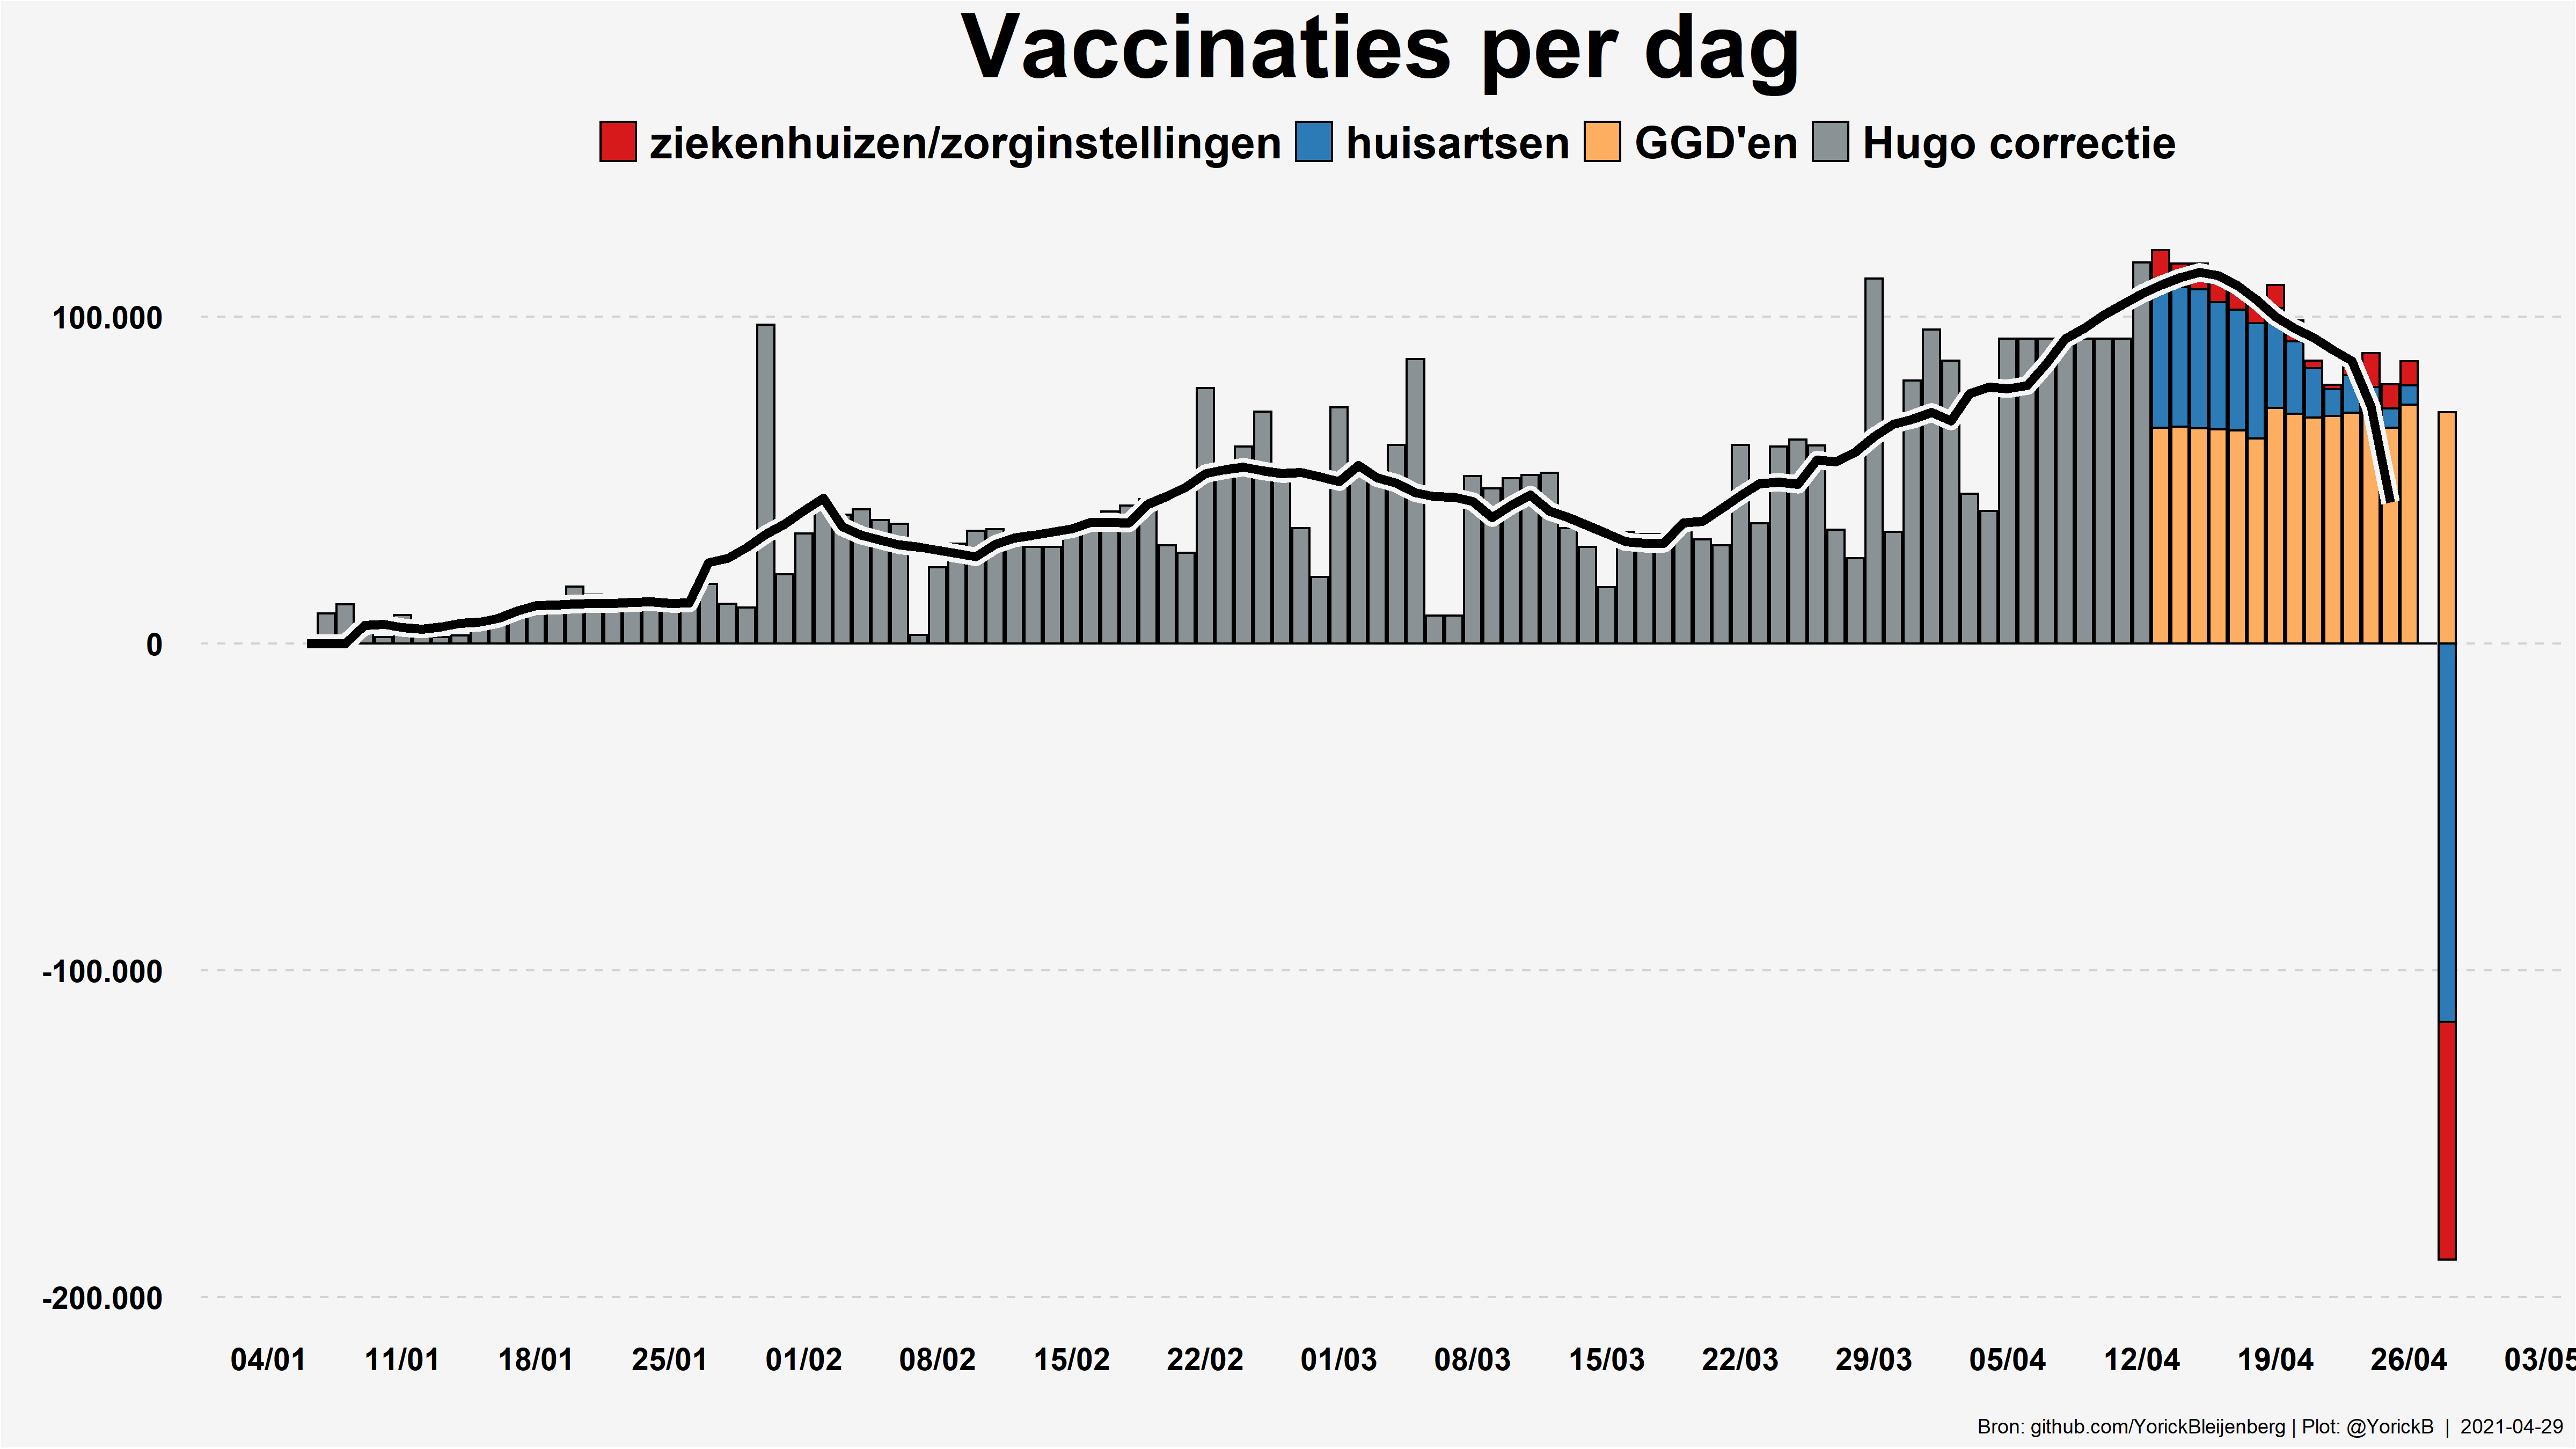 Vaccinaties per dag
ziekenhuizen/zorginstellingen huisartsen GGD'en Hugo correctie
100.000
0
-100.000
-200.000
04/01 11/01 18/01 25/01 01/02 08/02 15/02 22/02 01/03 08/03 15/03 22/03 29/03 05/04 12/04 19/04 26/04 03/05
Bron: github.com/YorickBleijenberg | Plot: @YorickB | 2021-04-29